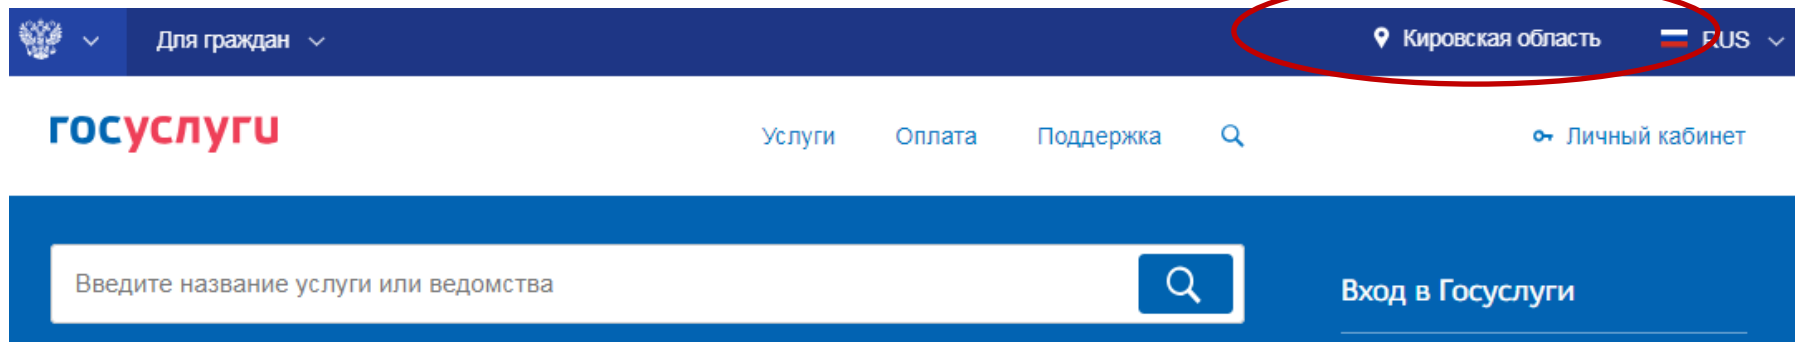 Для граждан
Кировская область
RUS
госуслуги
Услуги Оплата Поддержка
Личный кабинет
Введите название услуги или ведомства
Вход в Госуслуги